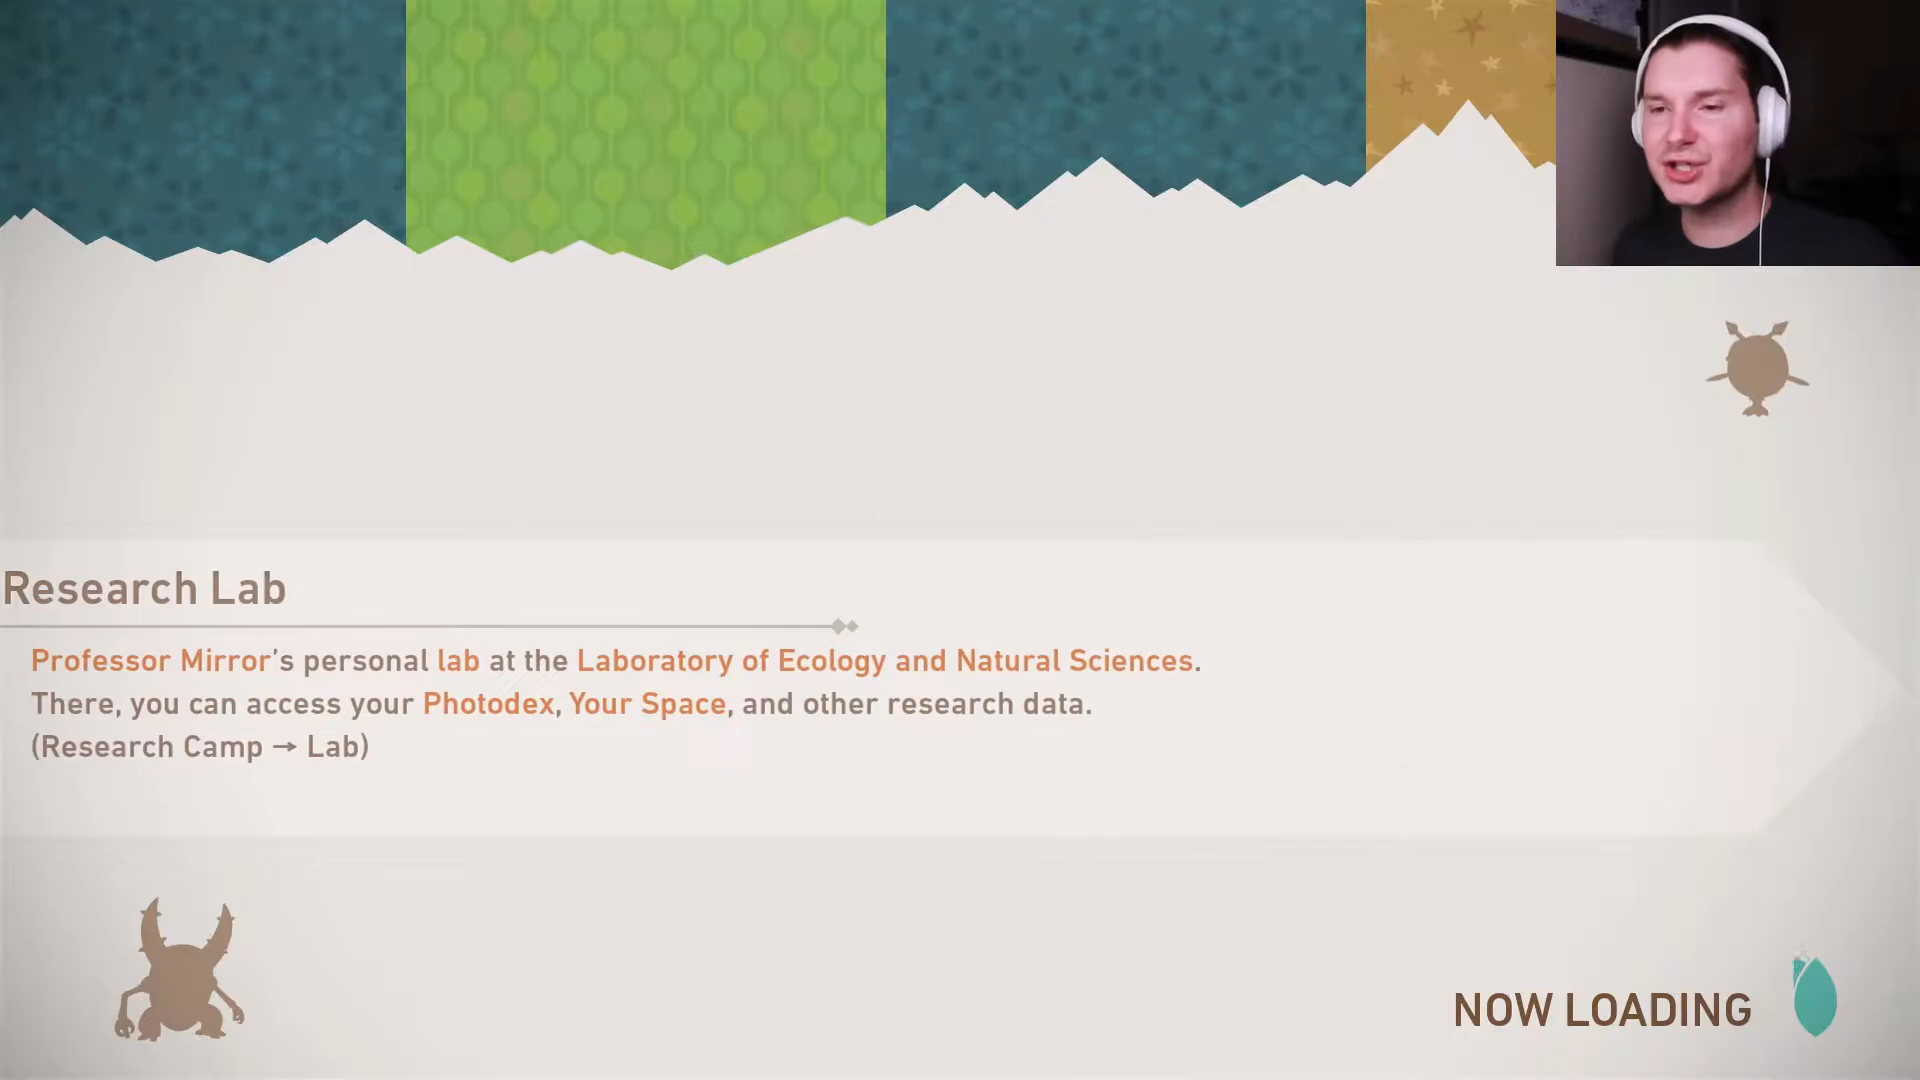 Research Lab
Professor Mirror's personal lab at the Laboratory of Ecology and Natural Sciences.
There, you can access your Photodex, Your Space, and other research data.
(Research Camp → Lab)
NOW LOADING